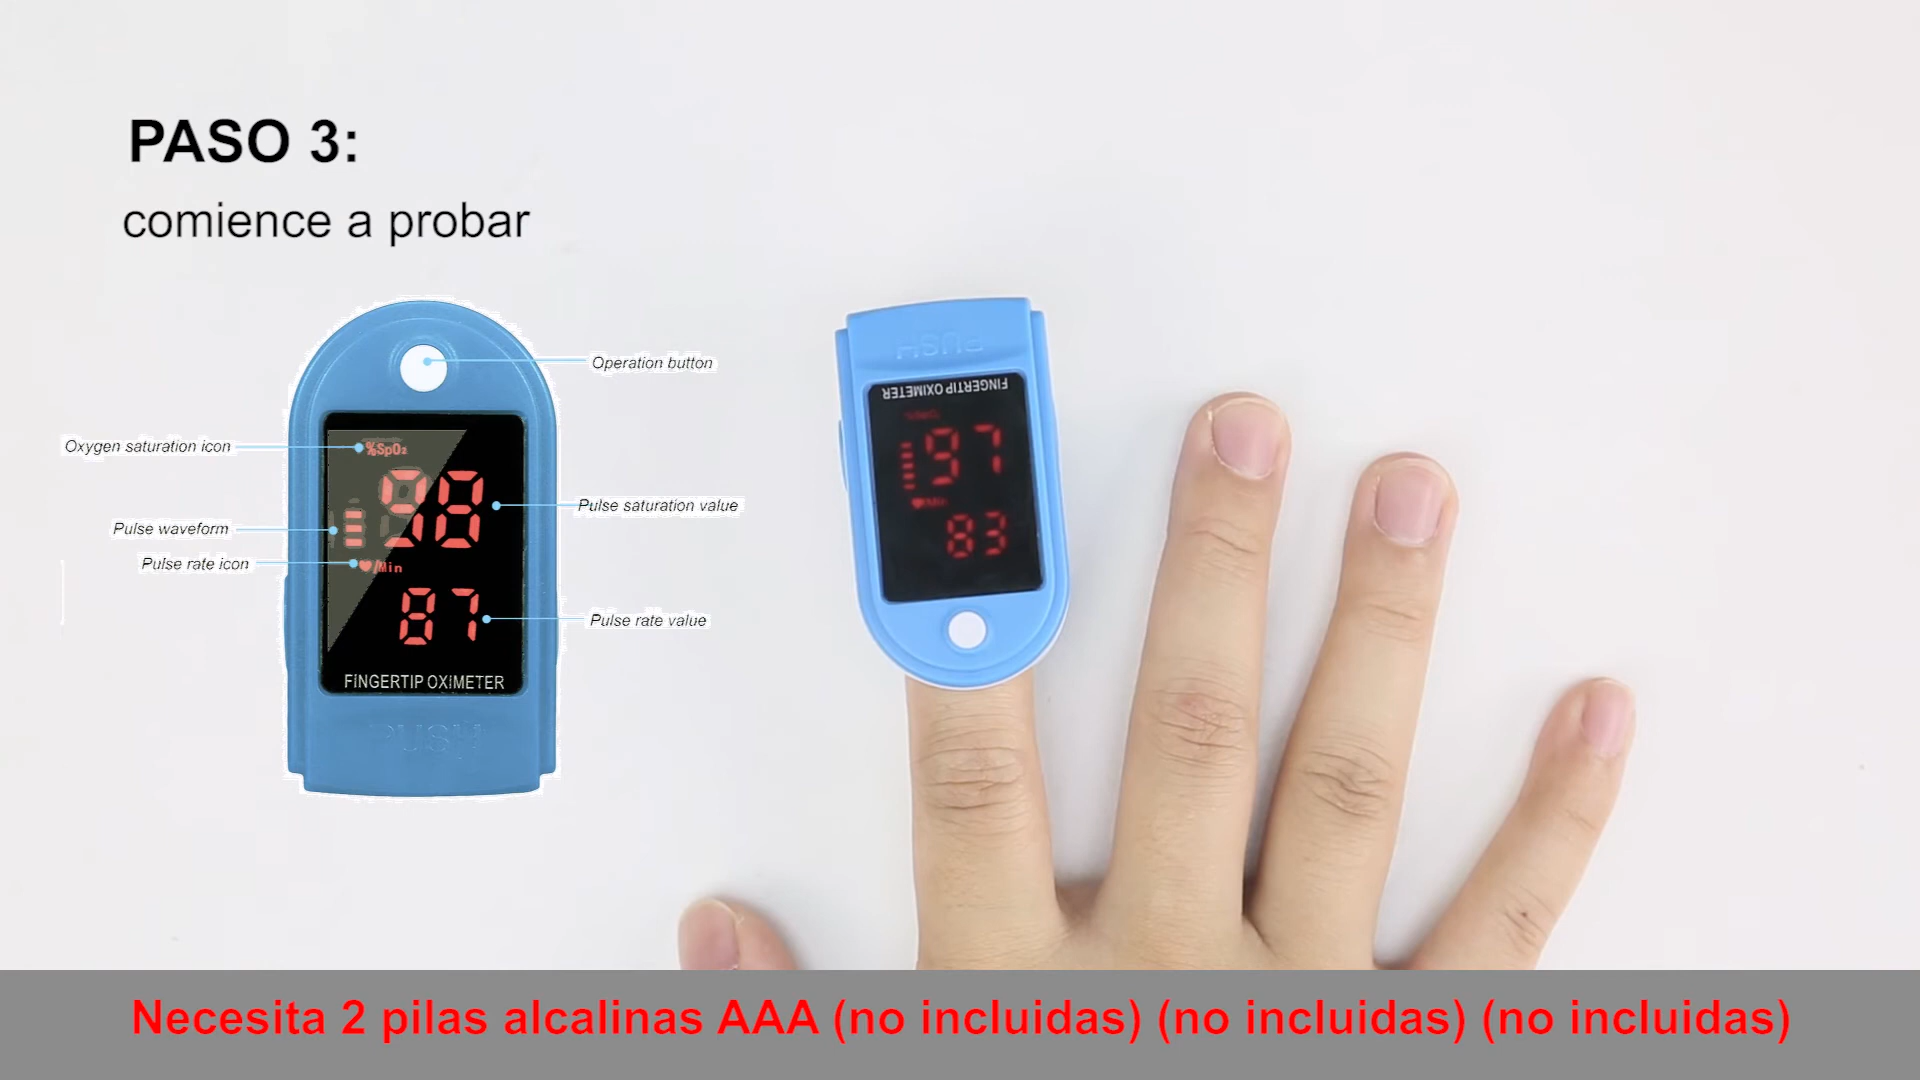 PASO 3:
comience a probar
Operation button
Oxygen saturation icon
%SpO₂
98
Pulse saturation value
Pulse waveform
Pulse rate icon
/Min
87
Pulse rate value
FINGERTIP OXIMETER
PUSH
PUSH
FINGERTIP OXIMETER
97
/Min
83
Necesita 2 pilas alcalinas AAA (no incluidas) (no incluidas) (no incluidas)